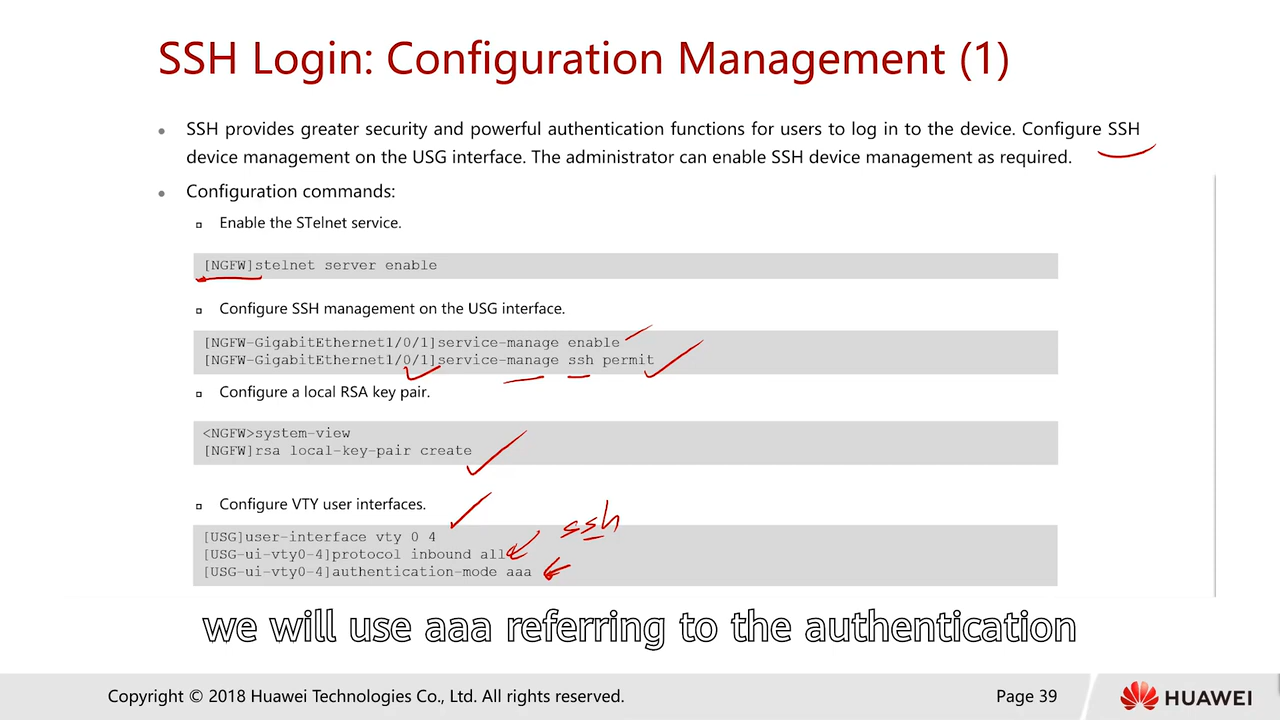 SSH Login: Configuration Management (1)
SSH provides greater security and powerful authentication functions for users to log in to the device. Configure SSH
device management on the USG interface. The administrator can enable SSH device management as required.
Configuration commands:
Enable the STelnet service.
[NGFW]stelnet server enable
Configure SSH management on the USG interface.
[NGFW-GigabitEthernet1/0/1]service-manage enable
[NGFW-GigabitEthernet1/0/1]service-manage ssh permit
Configure a local RSA key pair.
<NGFW>system-view
[NGFW]rsa local-key-pair create
Configure VTY user interfaces.
[USG]user-interface vty 0 4
ssh
[USG-ui-vty0-4]protocol inbound all
[USG-ui-vty0-4]authentication-mode aaa
we will use aaa referring to the authentication
Copyright © 2018 Huawei Technologies Co., Ltd. All rights reserved.
Page 39
HUAWEI